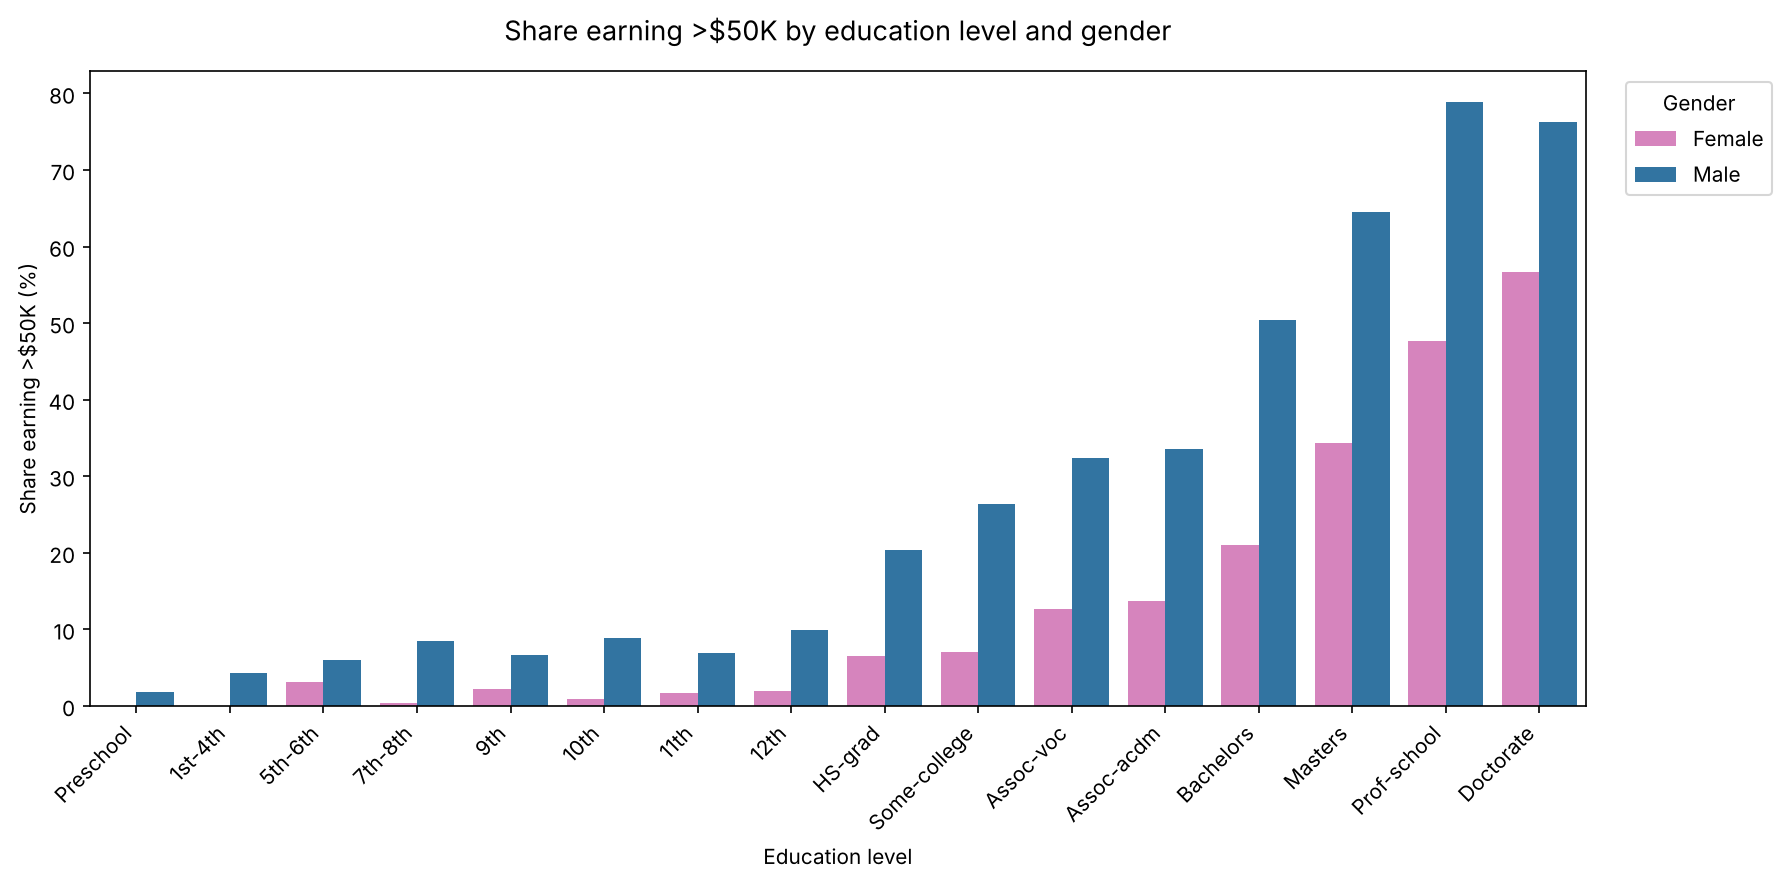 Share earning >$50K by education level and gender
Share earning >$50K (%)
80
70
60
50
40
30
20
10
0
Preschool
1st-4th
5th-6th
7th-8th
9th
10th
11th
12th
HS-grad
Some-college
Assoc-voc
Assoc-acdm
Bachelors
Masters
Prof-school
Doctorate
Education level
Gender
Female
Male